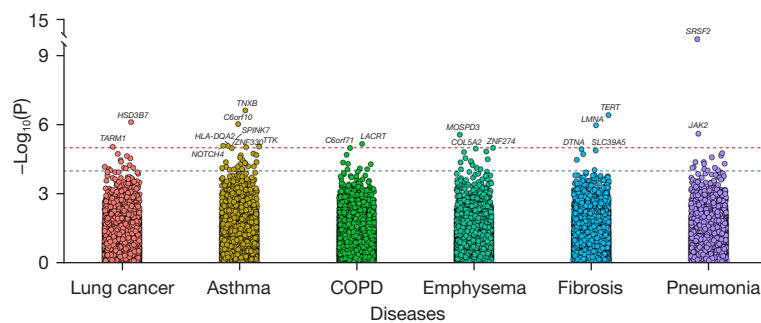 15
SRSF2
9
−Log10(P)
TNXB
HSD3B7
C6orf10
TERT
LMNA
6
SPINK7
MOSPD3
JAK2
TARM1
HLA-DQA2
ZNF330
TTK
C6orf71
LACRT
COL5A2
ZNF274
DTNA
SLC39A5
NOTCH4
3
0
Lung cancer Asthma COPD Emphysema Fibrosis Pneumonia
Diseases